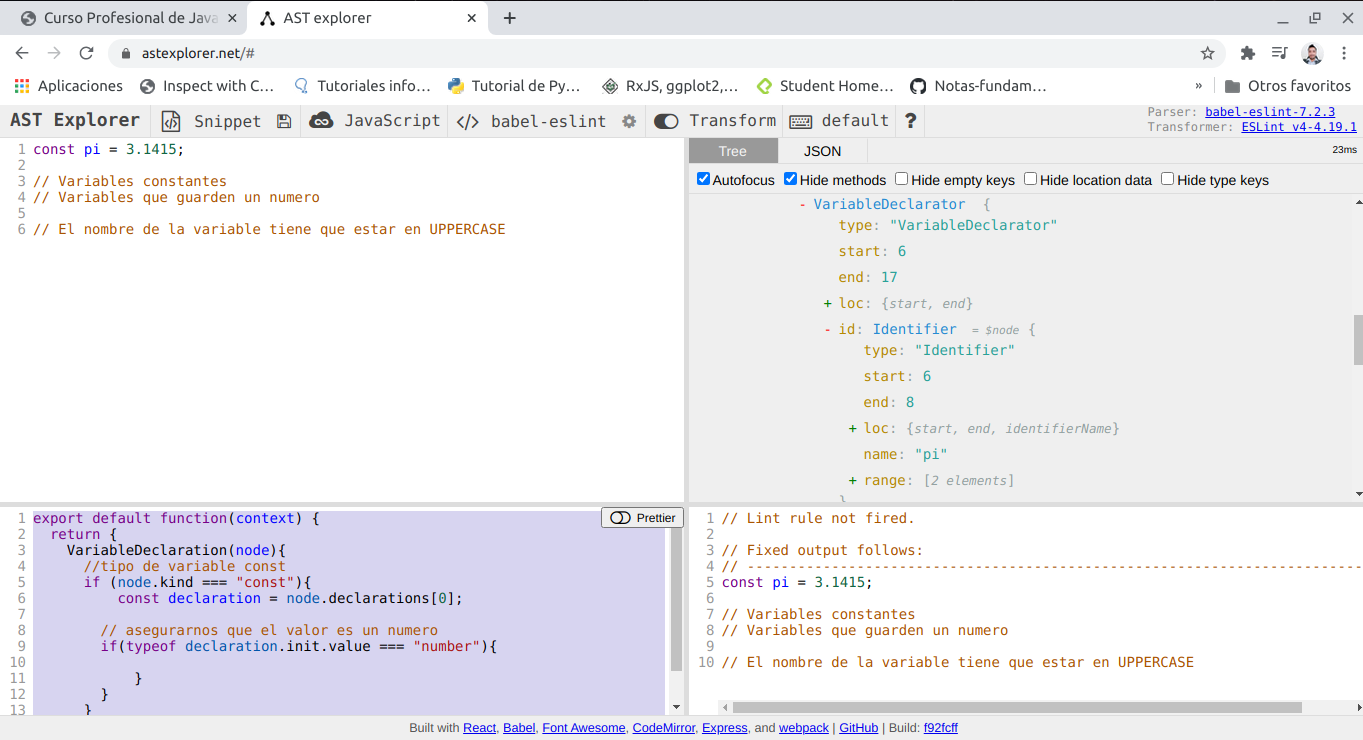 Curso Profesional de Java
AST explorer
astexplorer.net/#
Aplicaciones
Inspect with C...
Tutoriales info...
Tutorial de Py...
RxJS, ggplot2,...
Student Home...
Notas-fundam...
»
Otros favoritos
AST Explorer
Snippet
JavaScript
</> babel-eslint
Transform
default
?
Parser: babel-eslint-7.2.3
Transformer: ESLint v4-4.19.1
1 const pi = 3.1415;
2
3 // Variables constantes
4 // Variables que guarden un numero
5
6 // El nombre de la variable tiene que estar en UPPERCASE
Tree
JSON
23ms
Autofocus
Hide methods
Hide empty keys
Hide location data
Hide type keys
- VariableDeclarator {
type: "VariableDeclarator"
start: 6
end: 17
+ loc: {start, end}
- id: Identifier = $node {
type: "Identifier"
start: 6
end: 8
+ loc: {start, end, identifierName}
name: "pi"
+ range: [2 elements]
}
1 export default function(context) {
2 return {
3 VariableDeclaration(node){
4 //tipo de variable const
5 if (node.kind === "const"){
6 const declaration = node.declarations[0];
7
8 // asegurarnos que el valor es un numero
9 if(typeof declaration.init.value === "number"){
10
11 }
12 }
13 }
Prettier
1 // Lint rule not fired.
2
3 // Fixed output follows:
4 // -------------------------------------------------------------------------
5 const pi = 3.1415;
6
7 // Variables constantes
8 // Variables que guarden un numero
9
10 // El nombre de la variable tiene que estar en UPPERCASE
Built with React, Babel, Font Awesome, CodeMirror, Express, and webpack | GitHub | Build: f92fcff